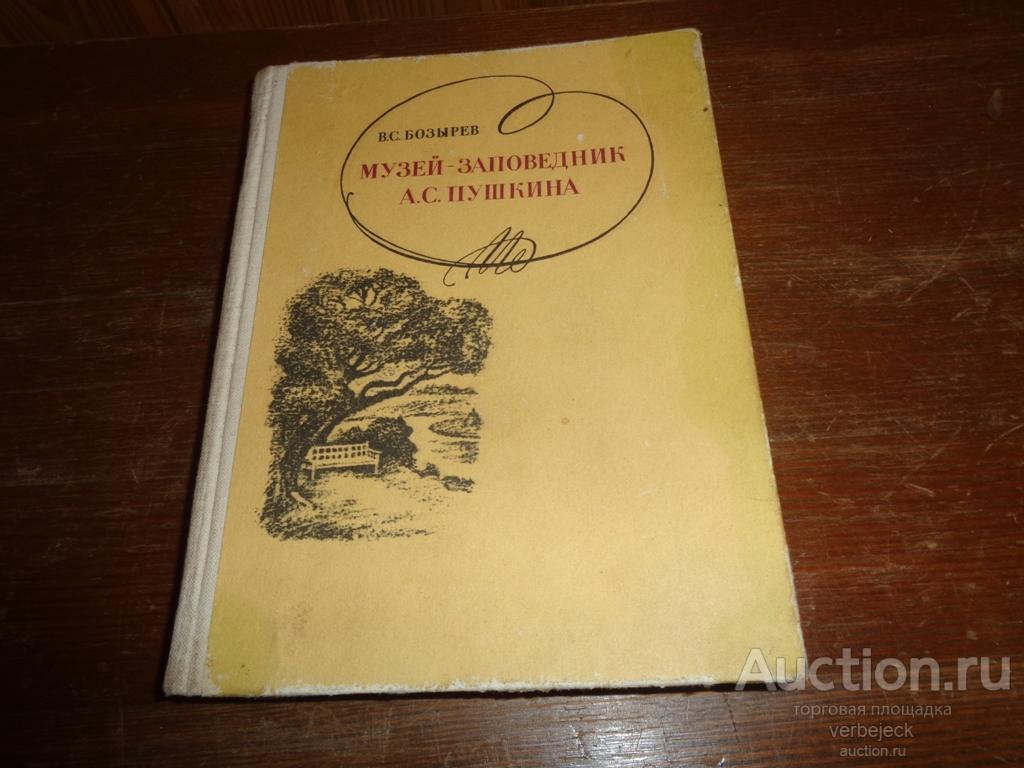 В.С. БОЗЫРЕВ
МУЗЕЙ-ЗАПОВЕДНИК
А.С. ПУШКИНА
Auction.ru
торговая площадка
verbejeck
auction.ru